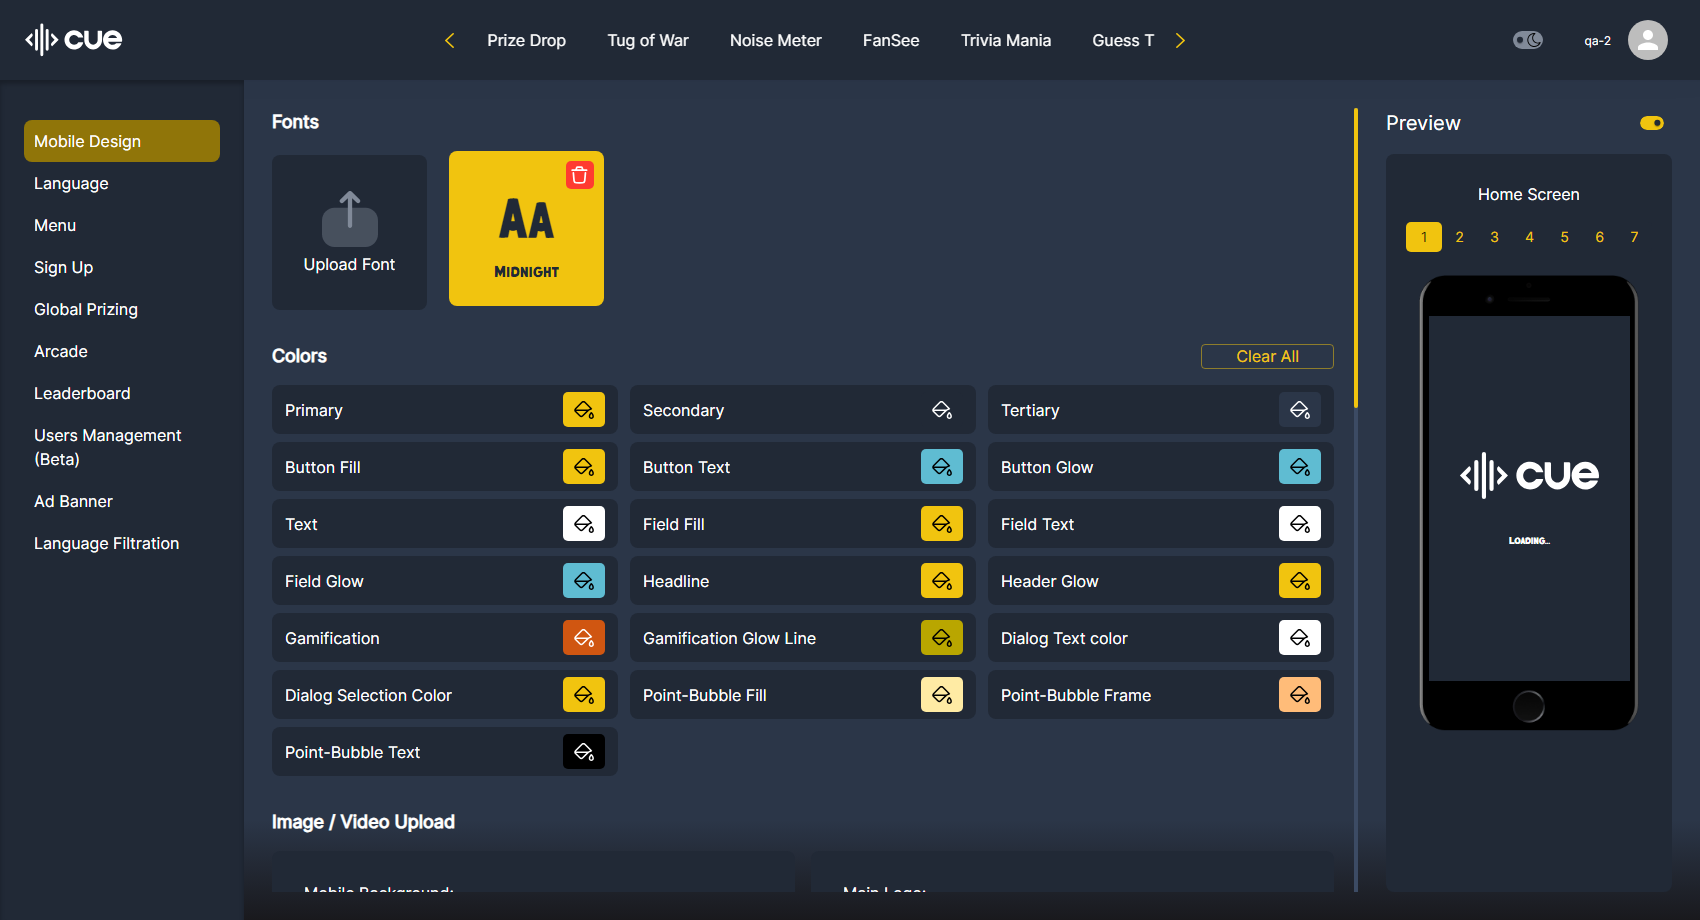 cue
Prize Drop
Tug of War
Noise Meter
FanSee
Trivia Mania
Guess T
qa-2
Mobile Design
Language
Menu
Sign Up
Global Prizing
Arcade
Leaderboard
Users Management
(Beta)
Ad Banner
Language Filtration
Fonts
Upload Font
AA
MIDNIGHT
Colors
Clear All
Primary
Secondary
Tertiary
Button Fill
Button Text
Button Glow
Text
Field Fill
Field Text
Field Glow
Headline
Header Glow
Gamification
Gamification Glow Line
Dialog Text color
Dialog Selection Color
Point-Bubble Fill
Point-Bubble Frame
Point-Bubble Text
Image / Video Upload
Mobile Background:
Main Logo:
Preview
Home Screen
1 2 3 4 5 6 7
cue
LOADING...